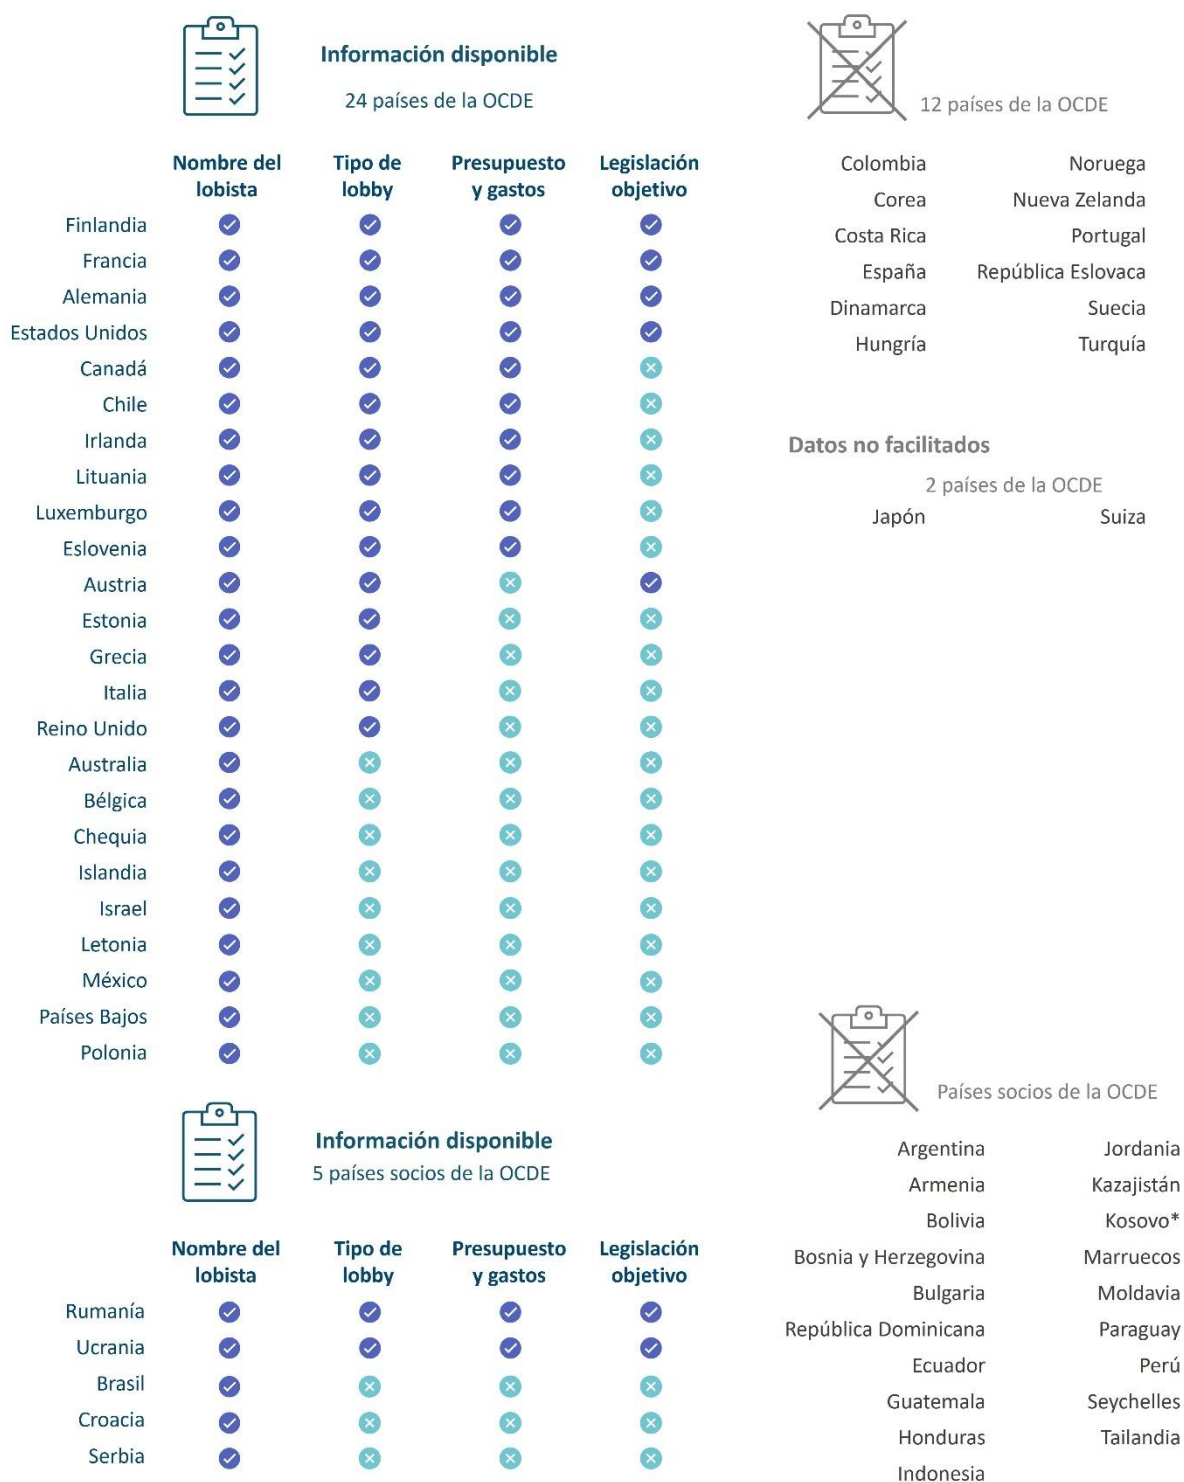 Información disponible
24 países de la OCDE
Nombre del lobista
Tipo de lobby
Presupuesto y gastos
Legislación objetivo
Finlandia
Francia
Alemania
Estados Unidos
Canadá
Chile
Irlanda
Lituania
Luxemburgo
Eslovenia
Austria
Estonia
Grecia
Italia
Reino Unido
Australia
Bélgica
Chequia
Islandia
Israel
Letonia
México
Países Bajos
Polonia
12 países de la OCDE
Colombia Noruega
Corea Nueva Zelanda
Costa Rica Portugal
España República Eslovaca
Dinamarca Suecia
Hungría Turquía
Datos no facilitados
2 países de la OCDE
Japón Suiza
Información disponible
5 países socios de la OCDE
Nombre del lobista
Tipo de lobby
Presupuesto y gastos
Legislación objetivo
Rumanía
Ucrania
Brasil
Croacia
Serbia
Países socios de la OCDE
Argentina Jordania
Armenia Kazajistán
Bolivia Kosovo*
Bosnia y Herzegovina Marruecos
Bulgaria Moldavia
República Dominicana Paraguay
Ecuador Perú
Guatemala Seychelles
Honduras Tailandia
Indonesia